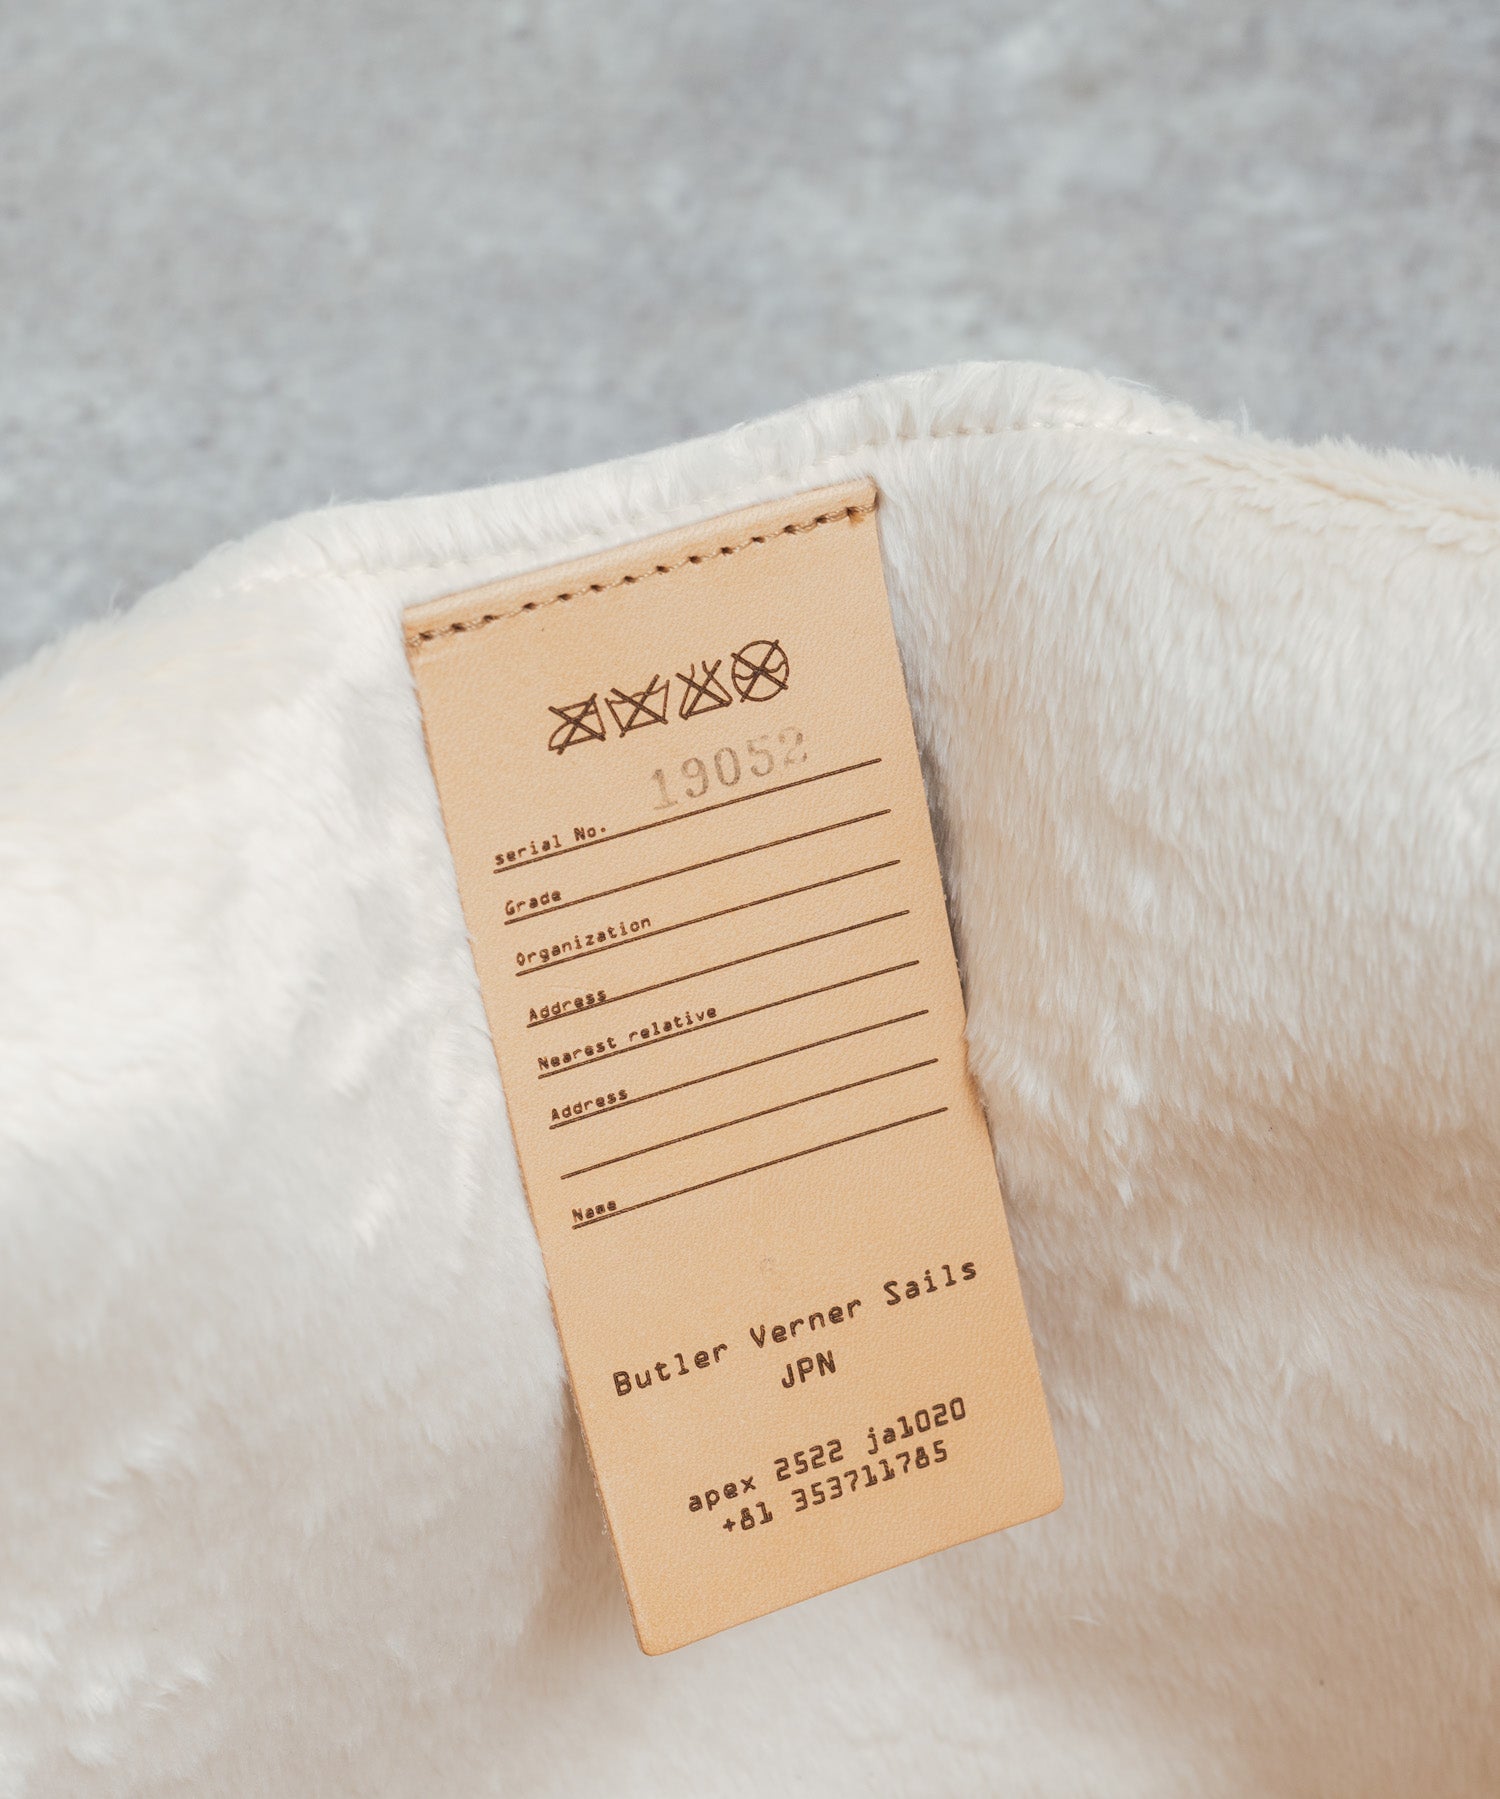 19052
serial No.
Grade
Organization
Address
Nearest relative
Address
Name
Butler Verner Sails
JPN
apex 2522 ja1020
+81 353711785